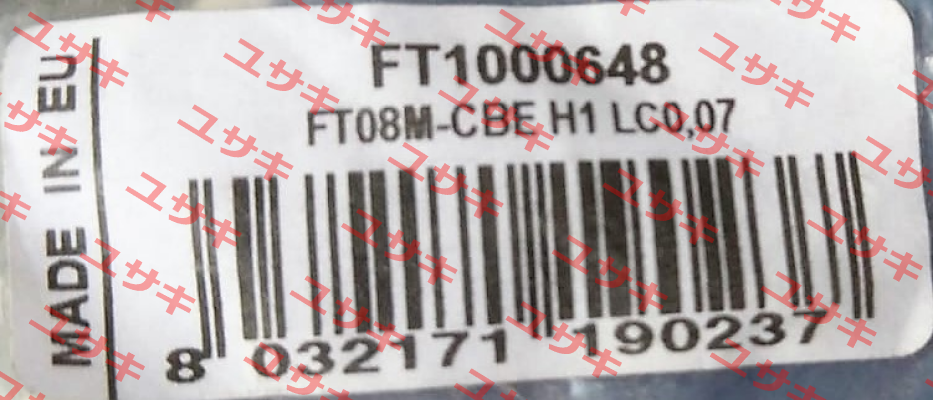 FT1000648
FT08M-CBE H1 LC0,07
MADE IN EU
8 032171 190237
ユサキ